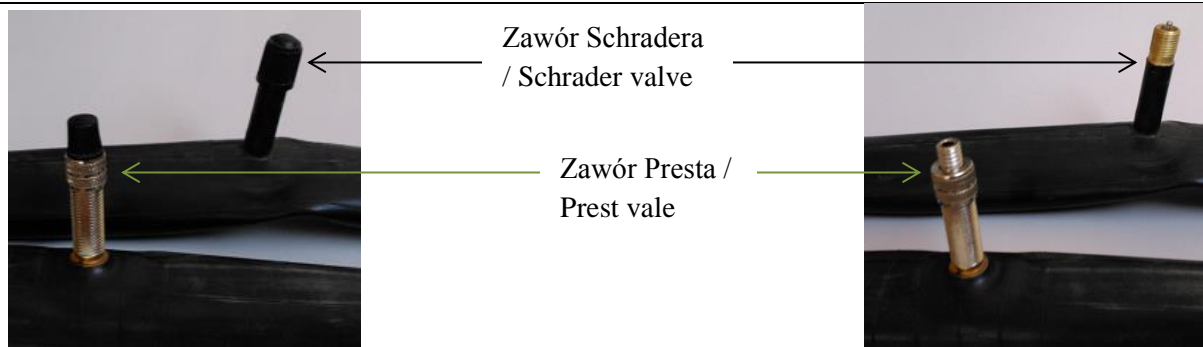 Zawór Schradera
/ Schrader valve
Zawór Presta /
Prest vale